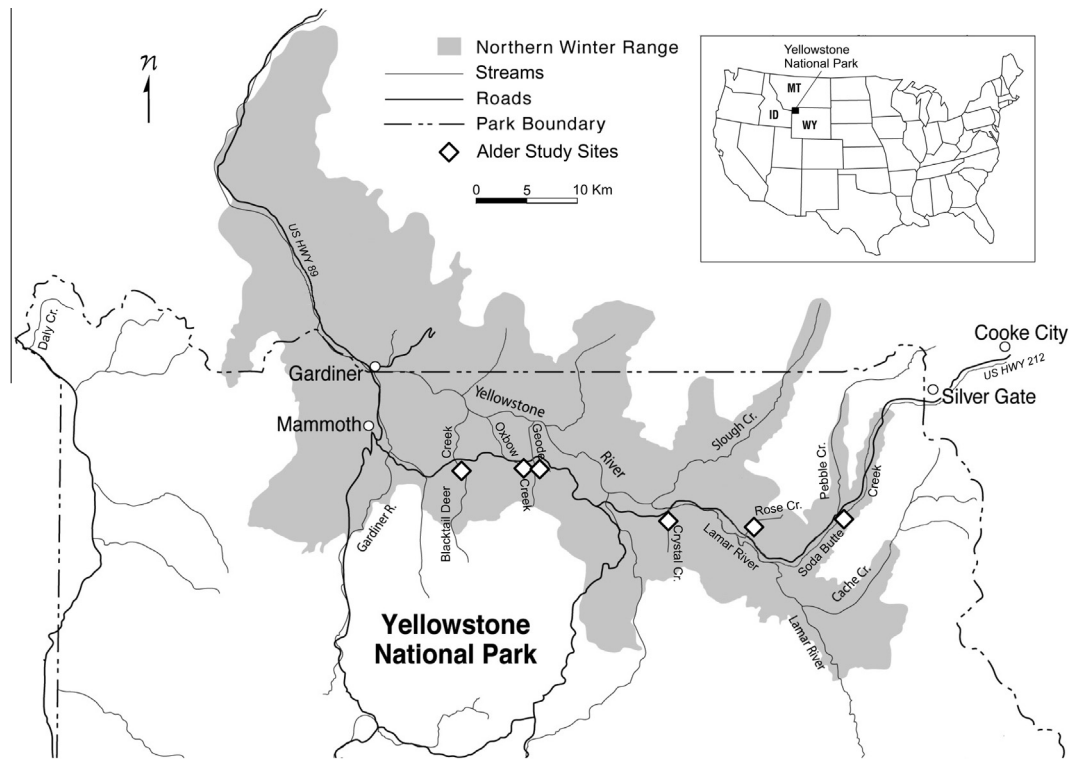 n
Northern Winter Range
Streams
Roads
Park Boundary
Alder Study Sites
0 5 10 Km
Yellowstone
National Park
MT
ID
WY
US HWY 89
Daly Cr.
Gardiner
Mammoth
Yellowstone
River
Blacktail Deer
Creek
Oxbow
Creek
Geode
Gardiner R.
Slough Cr.
Crystal Cr.
Lamar River
Rose Cr.
Pebble Cr.
Soda Butte
Creek
Cache Cr.
Lamar River
Cooke City
US HWY 212
Silver Gate
Yellowstone
National Park